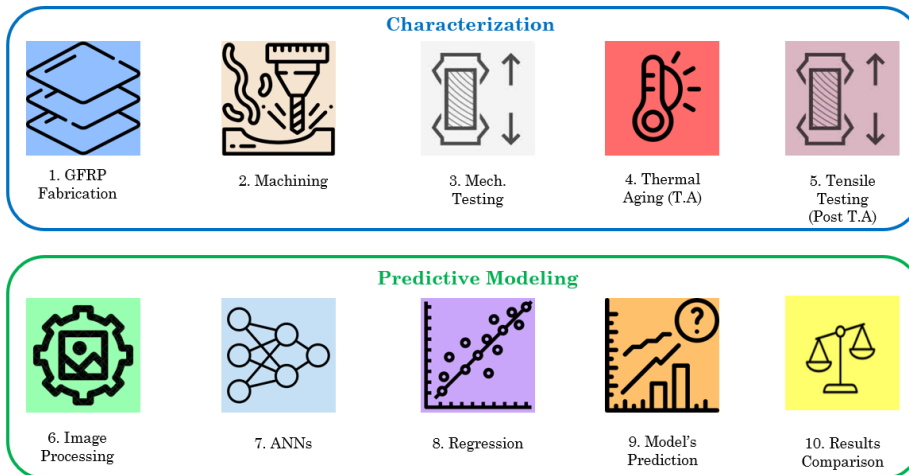 Characterization
1. GFRP
Fabrication
2. Machining
3. Mech.
Testing
4. Thermal
Aging (T.A)
5. Tensile
Testing
(Post T.A)
Predictive Modeling
?
6. Image
Processing
7. ANNs
8. Regression
9. Model's
Prediction
10. Results
Comparison